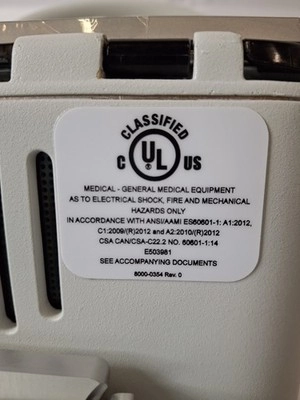 CLASSIFIED
C UL US
MEDICAL - GENERAL MEDICAL EQUIPMENT
AS TO ELECTRICAL SHOCK, FIRE AND MECHANICAL
HAZARDS ONLY
IN ACCORDANCE WITH ANSI/AAMI ES60601-1: A1:2012,
C1:2009/(R)2012 and A2:2010/(R)2012
CSA CAN/CSA-C22.2 NO. 60601-1:14
E503981
SEE ACCOMPANYING DOCUMENTS
8000-0354 Rev. 0